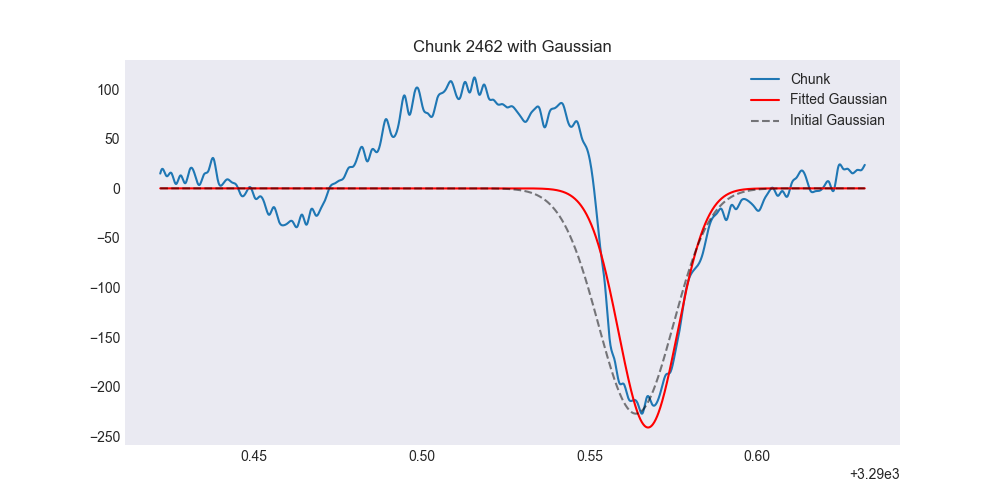 Chunk 2462 with Gaussian
Chunk
Fitted Gaussian
Initial Gaussian
100
50
0
−50
−100
−150
−200
−250
0.45 0.50 0.55 0.60
+3.29e3